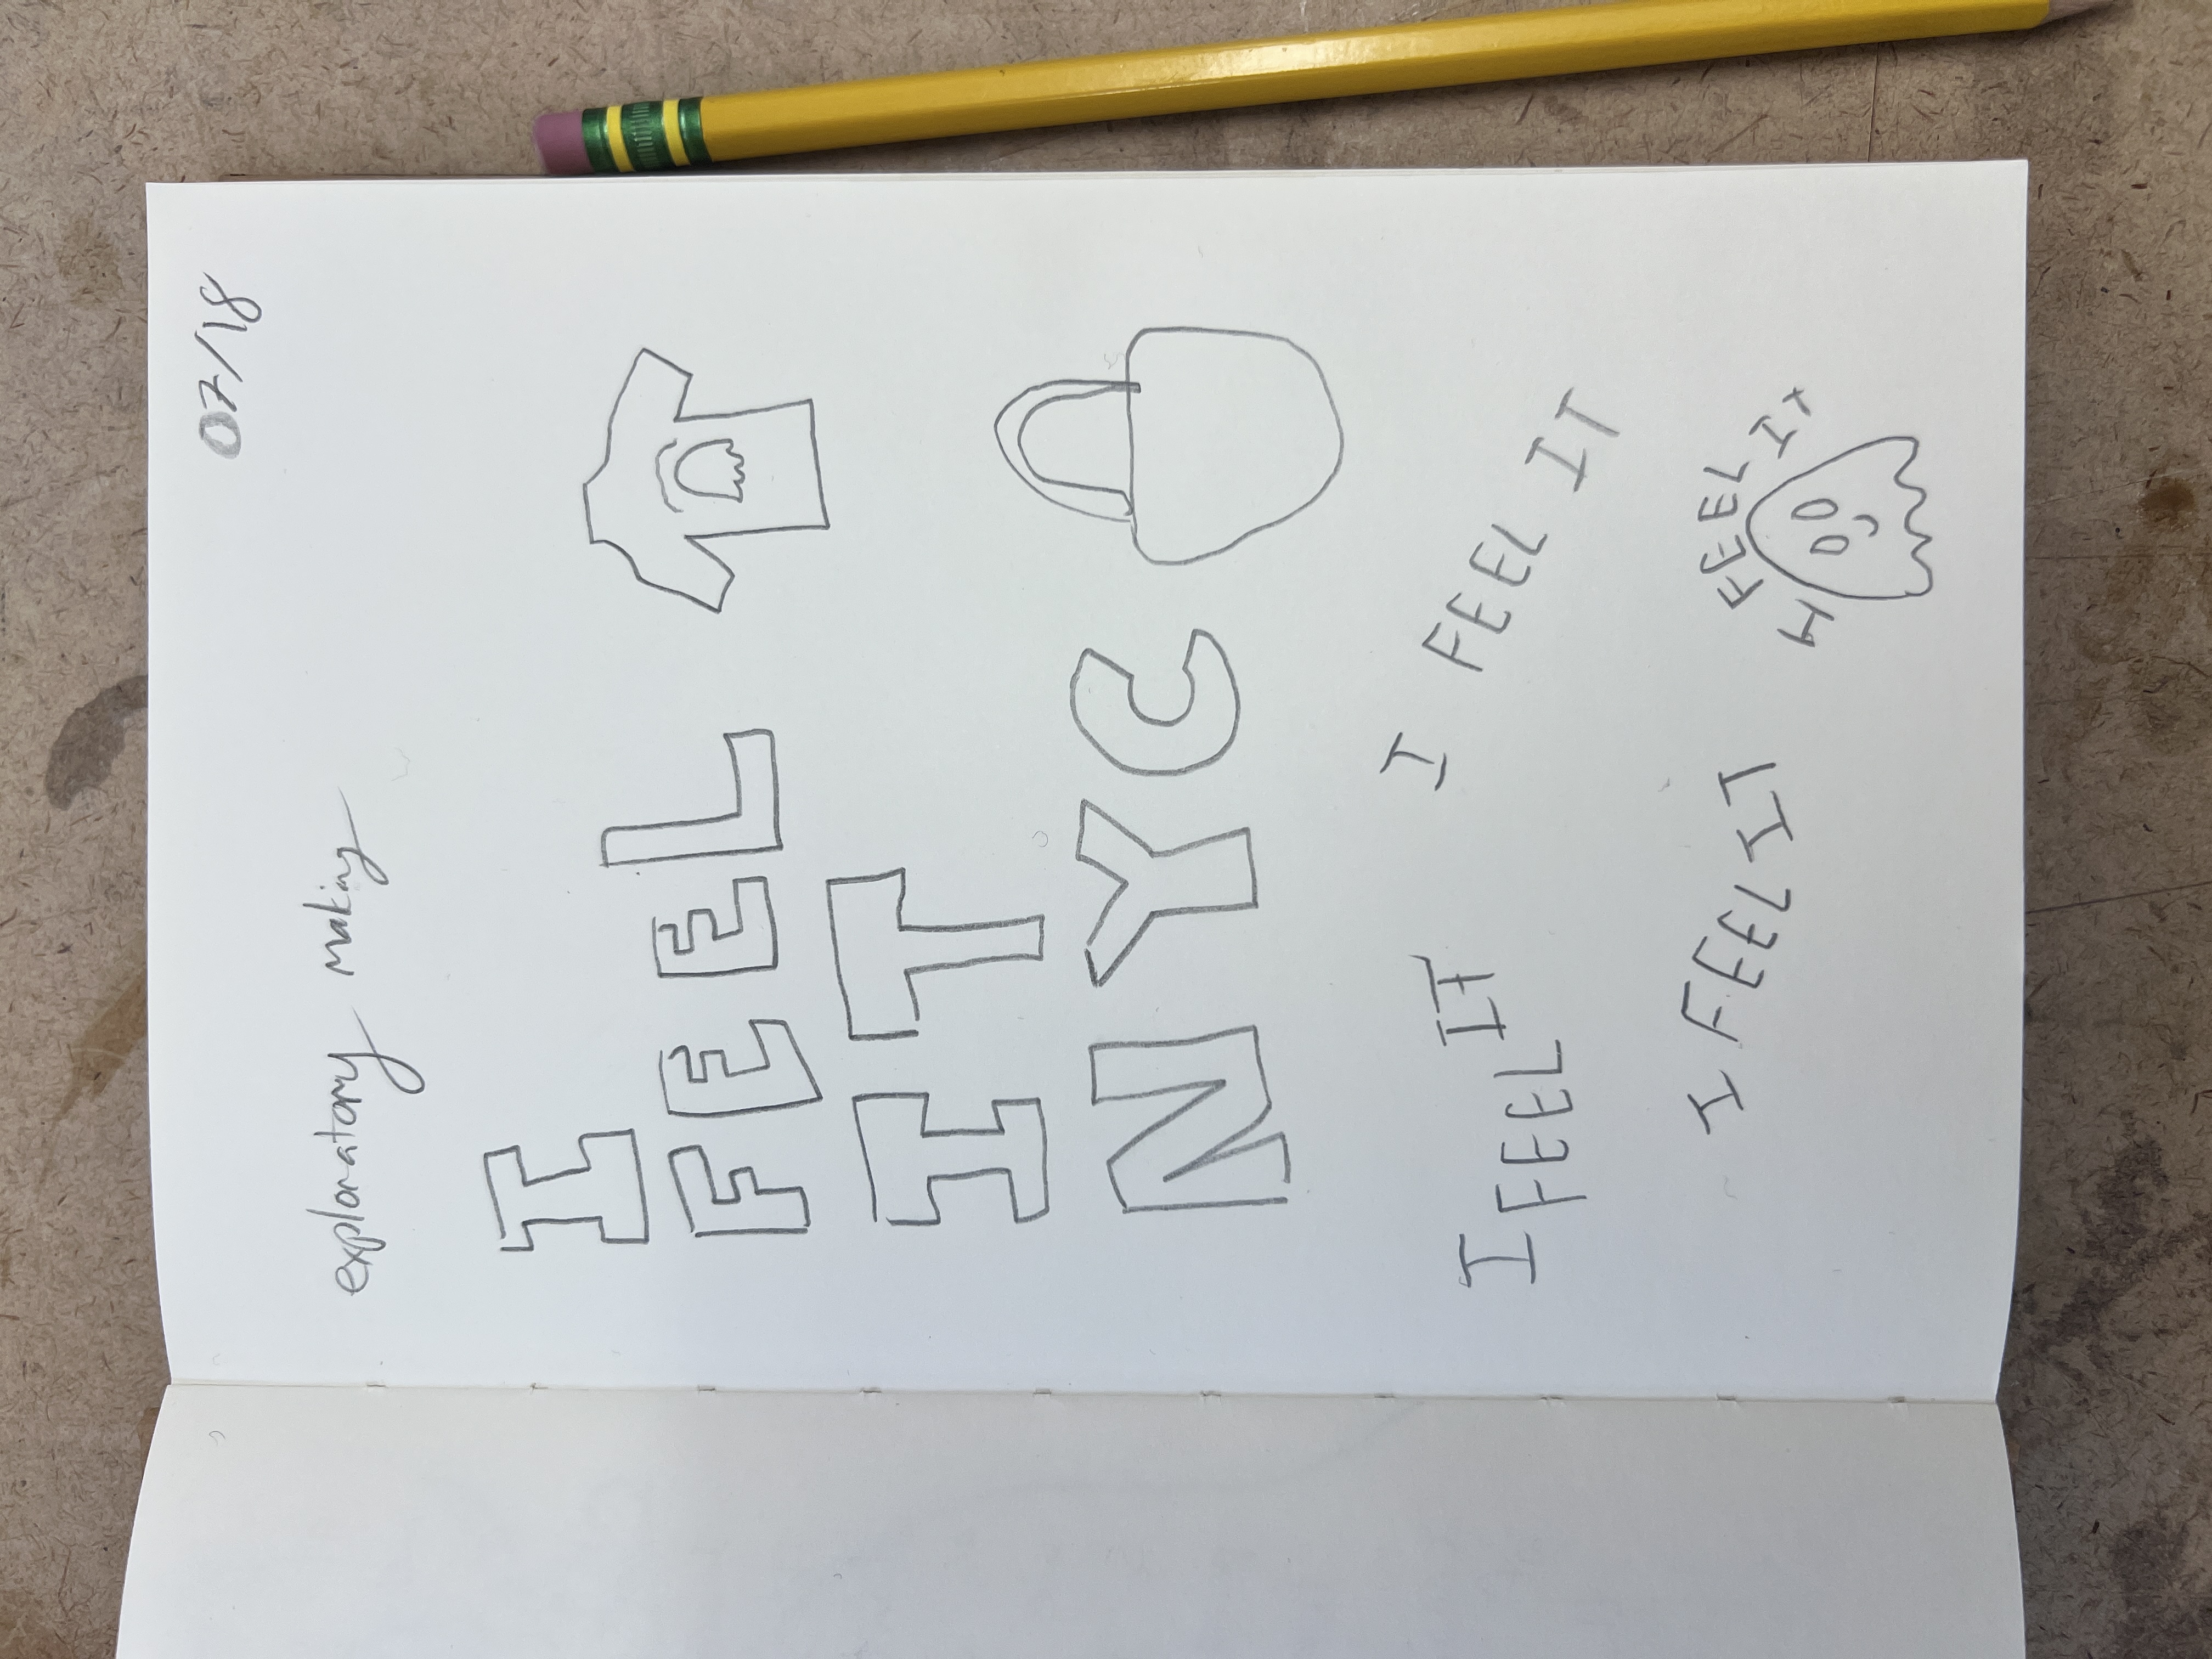 07/18
exploratory making
I
FEEL
IT
NYC
I FEEL IT
I FEEL IT
I FEEL IT
I FEEL IT